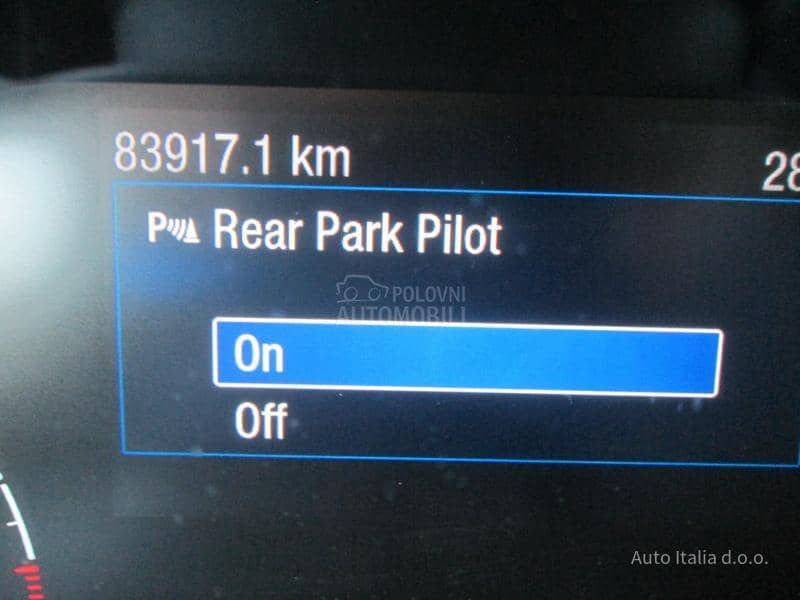 83917.1 km
28
P Rear Park Pilot
POLOVNI
AUTOMOBILI
On
Off
Auto Italia d.o.o.